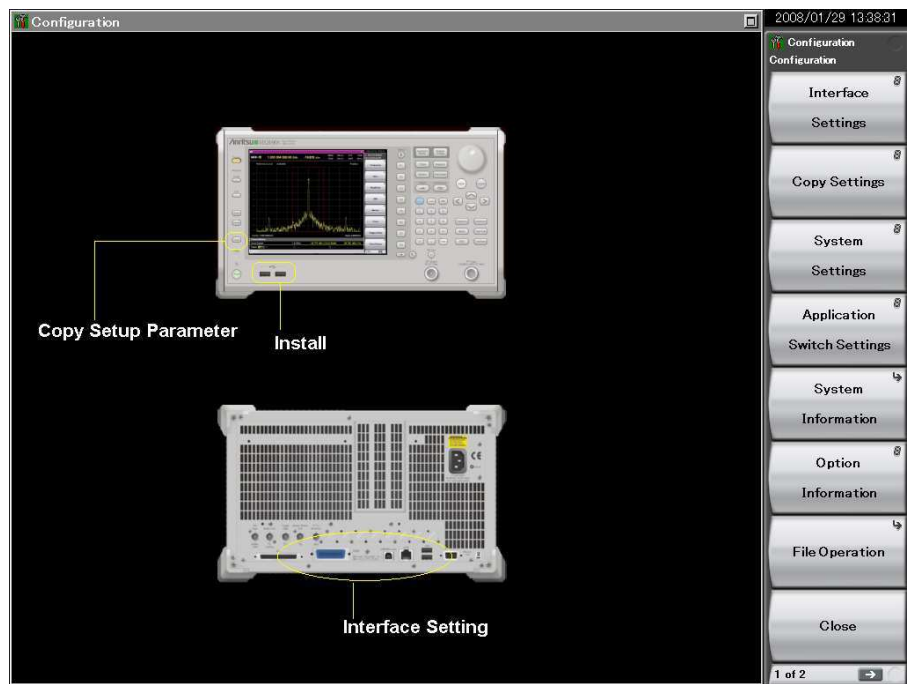 Configuration
2008/01/29 13:38:31
Configuration
Configuration
Interface
Settings
Copy Settings
System
Settings
Application
Switch Settings
System
Information
Option
Information
File Operation
Close
1 of 2
Anritsu
Copy Setup Parameter
Install
Interface Setting